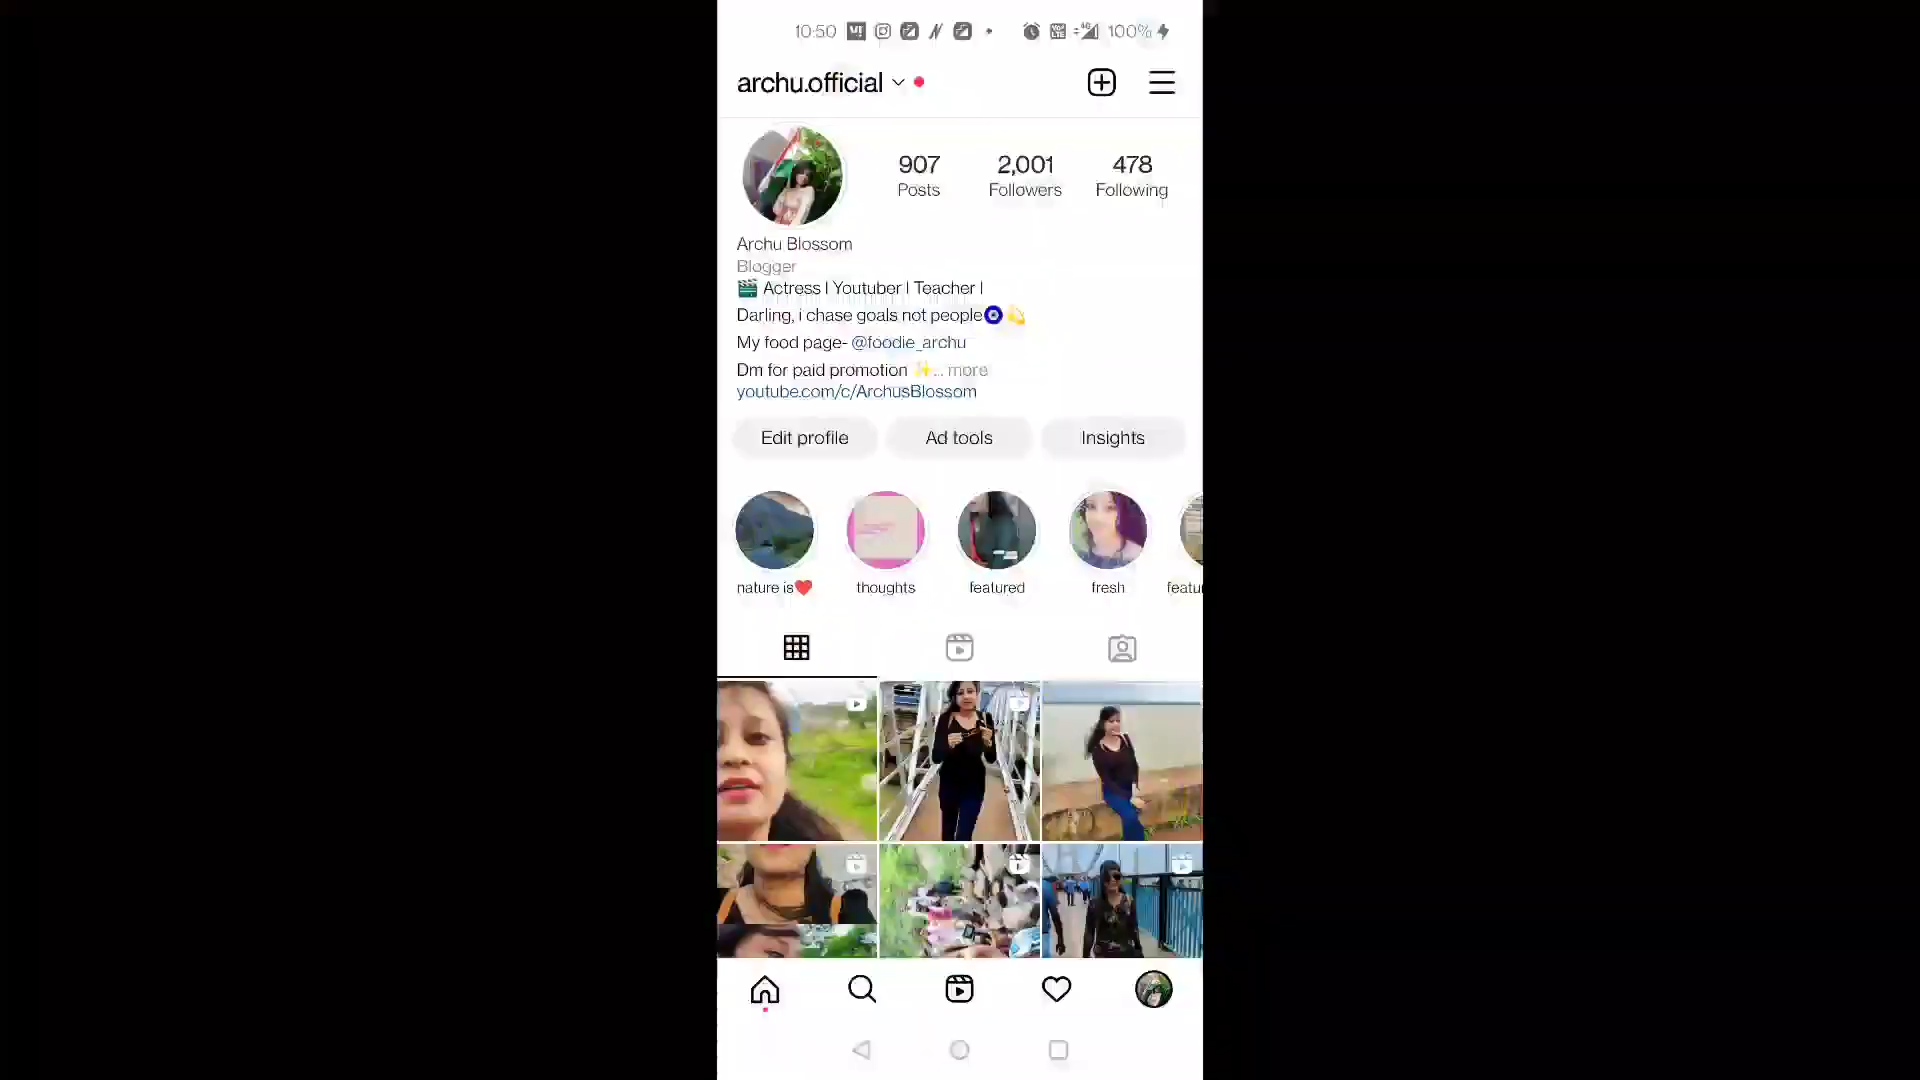 10:50 100%
archu.official
907 2,001 478
Posts Followers Following
Archu Blossom
Blogger
🎬 Actress | Youtuber | Teacher |
Darling, i chase goals not people🧿💫
My food page- @foodie_archu
Dm for paid promotion ✨... more
youtube.com/c/ArchusBlossom
Edit profile Ad tools Insights
nature is❤️ thoughts featured fresh featu